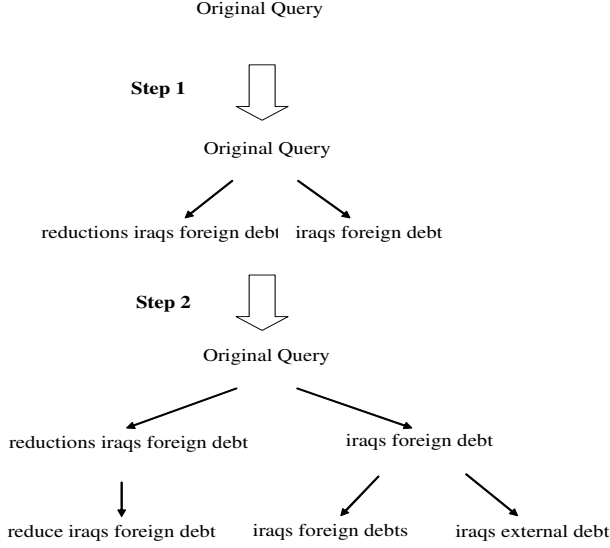 Original Query
Step 1
Original Query
reductions iraqs foreign debt iraqs foreign debt
Step 2
Original Query
reductions iraqs foreign debt iraqs foreign debt
reduce iraqs foreign debt iraqs foreign debts iraqs external debt